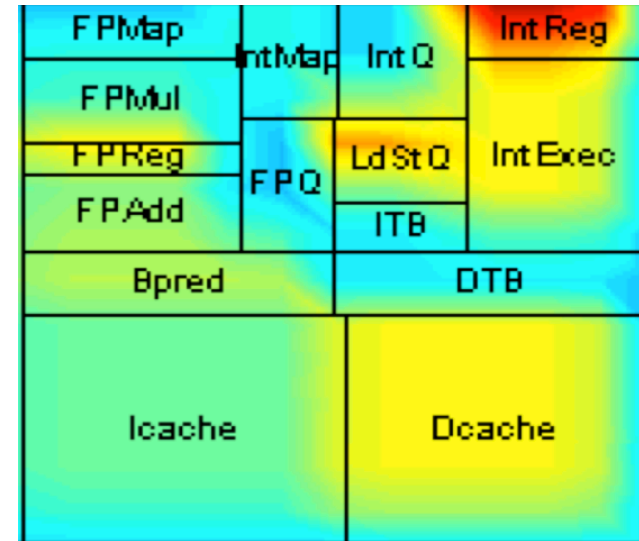 FPMap
IntMap
IntQ
IntReg
FPMul
FPReg
LdStQ
IntExec
FPQ
FPAdd
ITB
Bpred
DTB
Icache
Dcache